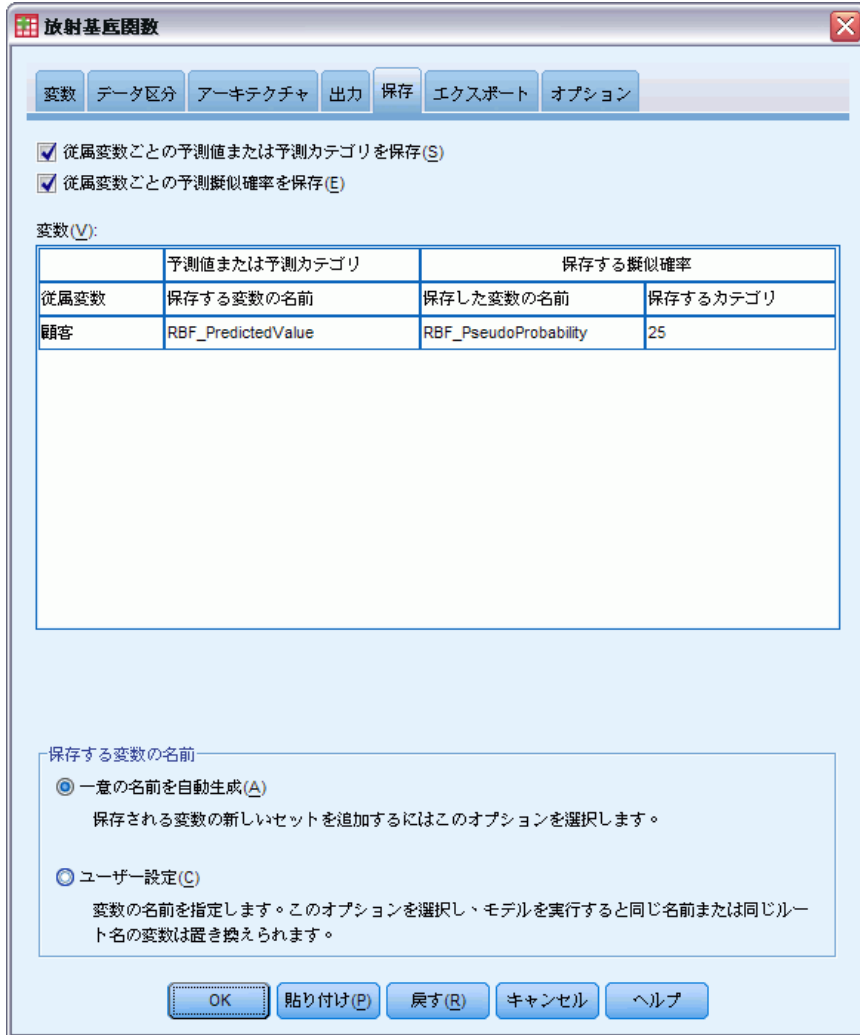 放射基底関数
変数 データ区分 アーキテクチャ 出力 保存 エクスポート オプション
従属変数ごとの予測値または予測カテゴリを保存(S)
従属変数ごとの予測擬似確率を保存(E)
変数(V):
予測値または予測カテゴリ 保存する擬似確率
従属変数 保存する変数の名前 保存した変数の名前 保存するカテゴリ
顧客 RBF_PredictedValue RBF_PseudoProbability 25
保存する変数の名前
一意の名前を自動生成(A)
保存される変数の新しいセットを追加するにはこのオプションを選択します。
ユーザー設定(C)
変数の名前を指定します。このオプションを選択し、モデルを実行すると同じ名前または同じルー
ト名の変数は置き換えられます。
OK 貼り付け(P) 戻す(R) キャンセル ヘルプ